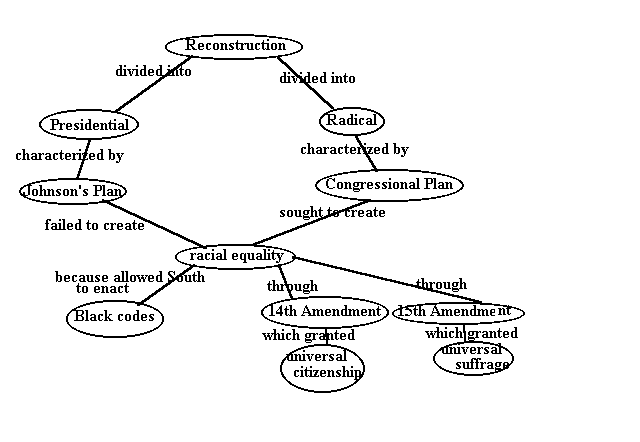 Reconstruction
divided into
divided into
Presidential
Radical
characterized by
characterized by
Johnson's Plan
Congressional Plan
failed to create
sought to create
racial equality
because allowed South
to enact
through
through
Black codes
14th Amendment
15th Amendment
which granted
which granted
universal
citizenship
universal
suffrage